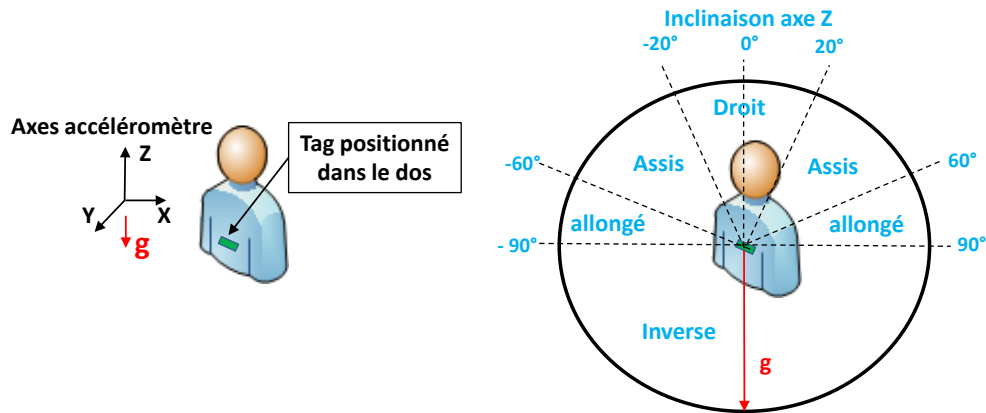 Axes accéléromètre
Z
Y
X
g
Tag positionné
dans le dos
Inclinaison axe Z
-20°
0°
20°
Droit
-60°
Assis
Assis
60°
allongé
allongé
- 90°
90°
Inverse
g